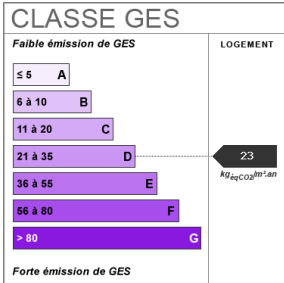 CLASSE GES
Faible émission de GES
LOGEMENT
≤ 5 A
6 à 10 B
11 à 20 C
21 à 35 D
23
kgéqCO2/m².an
36 à 55 E
56 à 80 F
> 80 G
Forte émission de GES